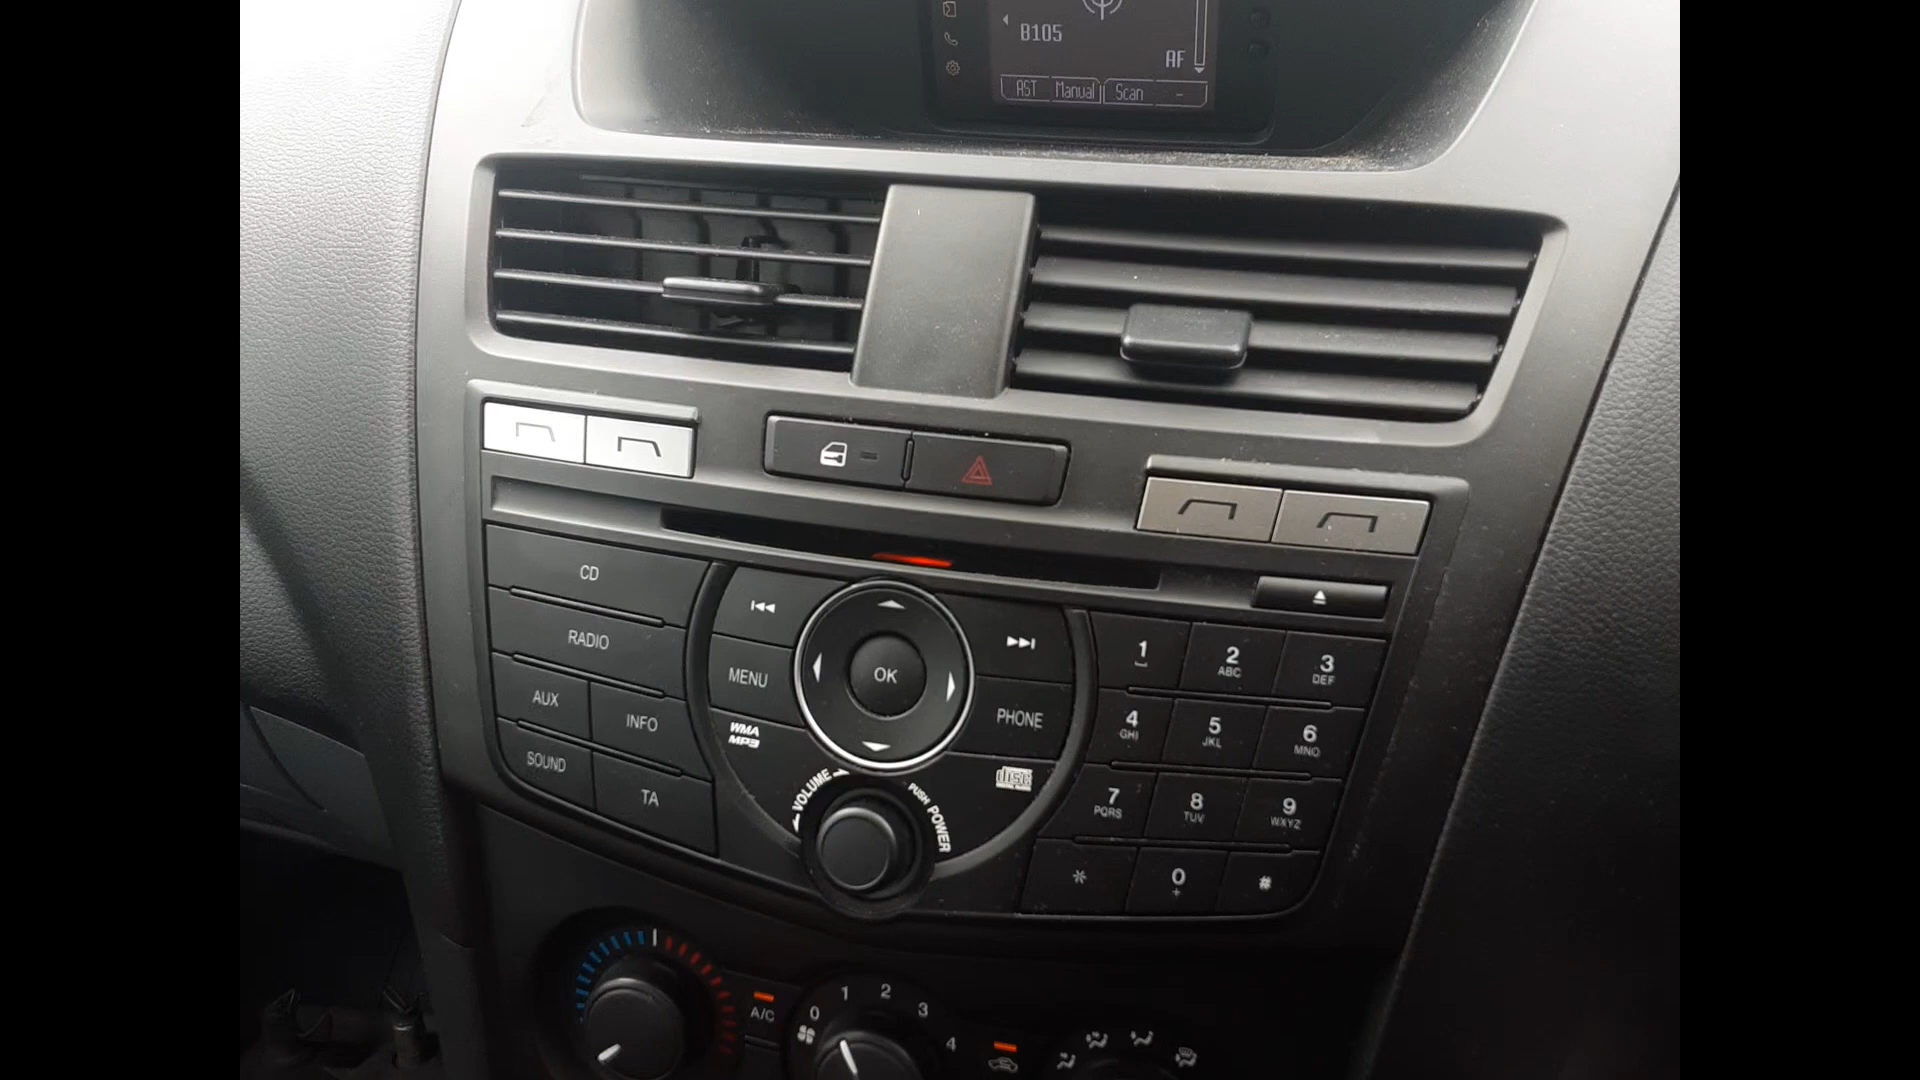 B105
AF
AST Manual Scan -
CD
RADIO
AUX
INFO
SOUND
TA
MENU
WMA
MP3
OK
PHONE
disc
VOLUME
PUSH POWER
1
2
ABC
3
DEF
4
GHI
5
JKL
6
MNO
7
PQRS
8
TUV
9
WXYZ
*
0
+
#
A/C
0 1 2 3 4